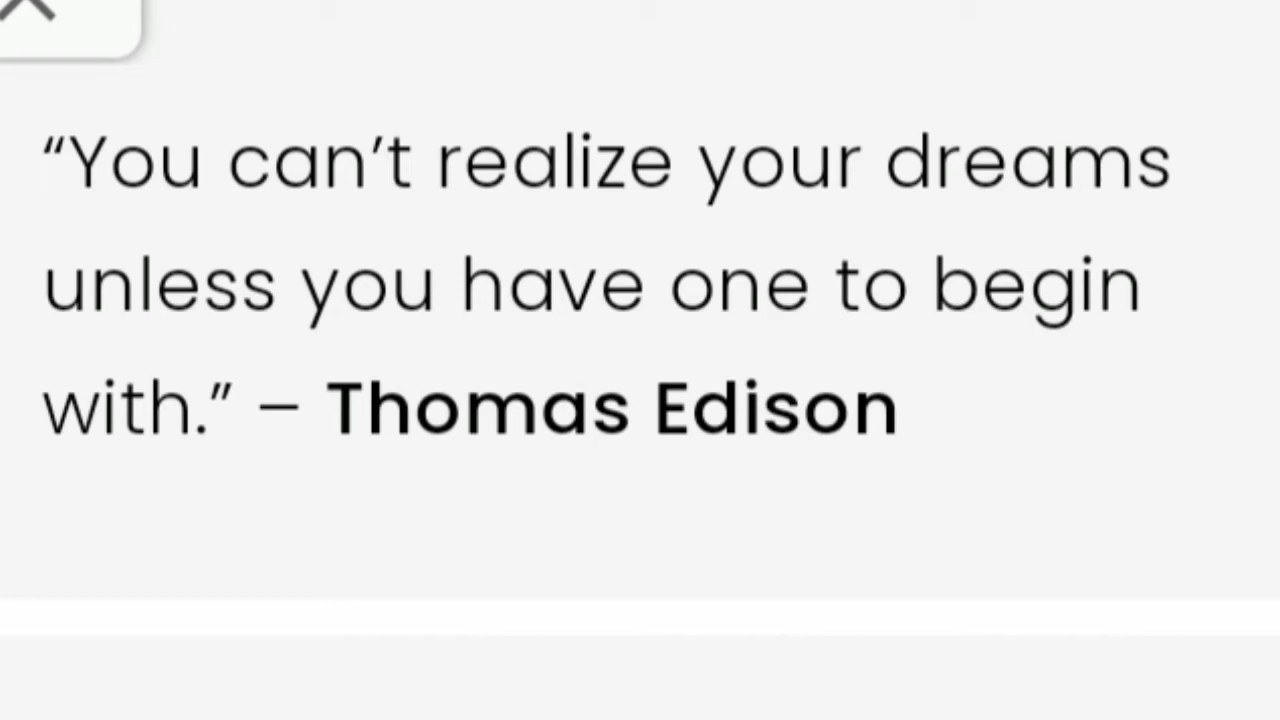 “You can’t realize your dreams
unless you have one to begin
with.” – Thomas Edison